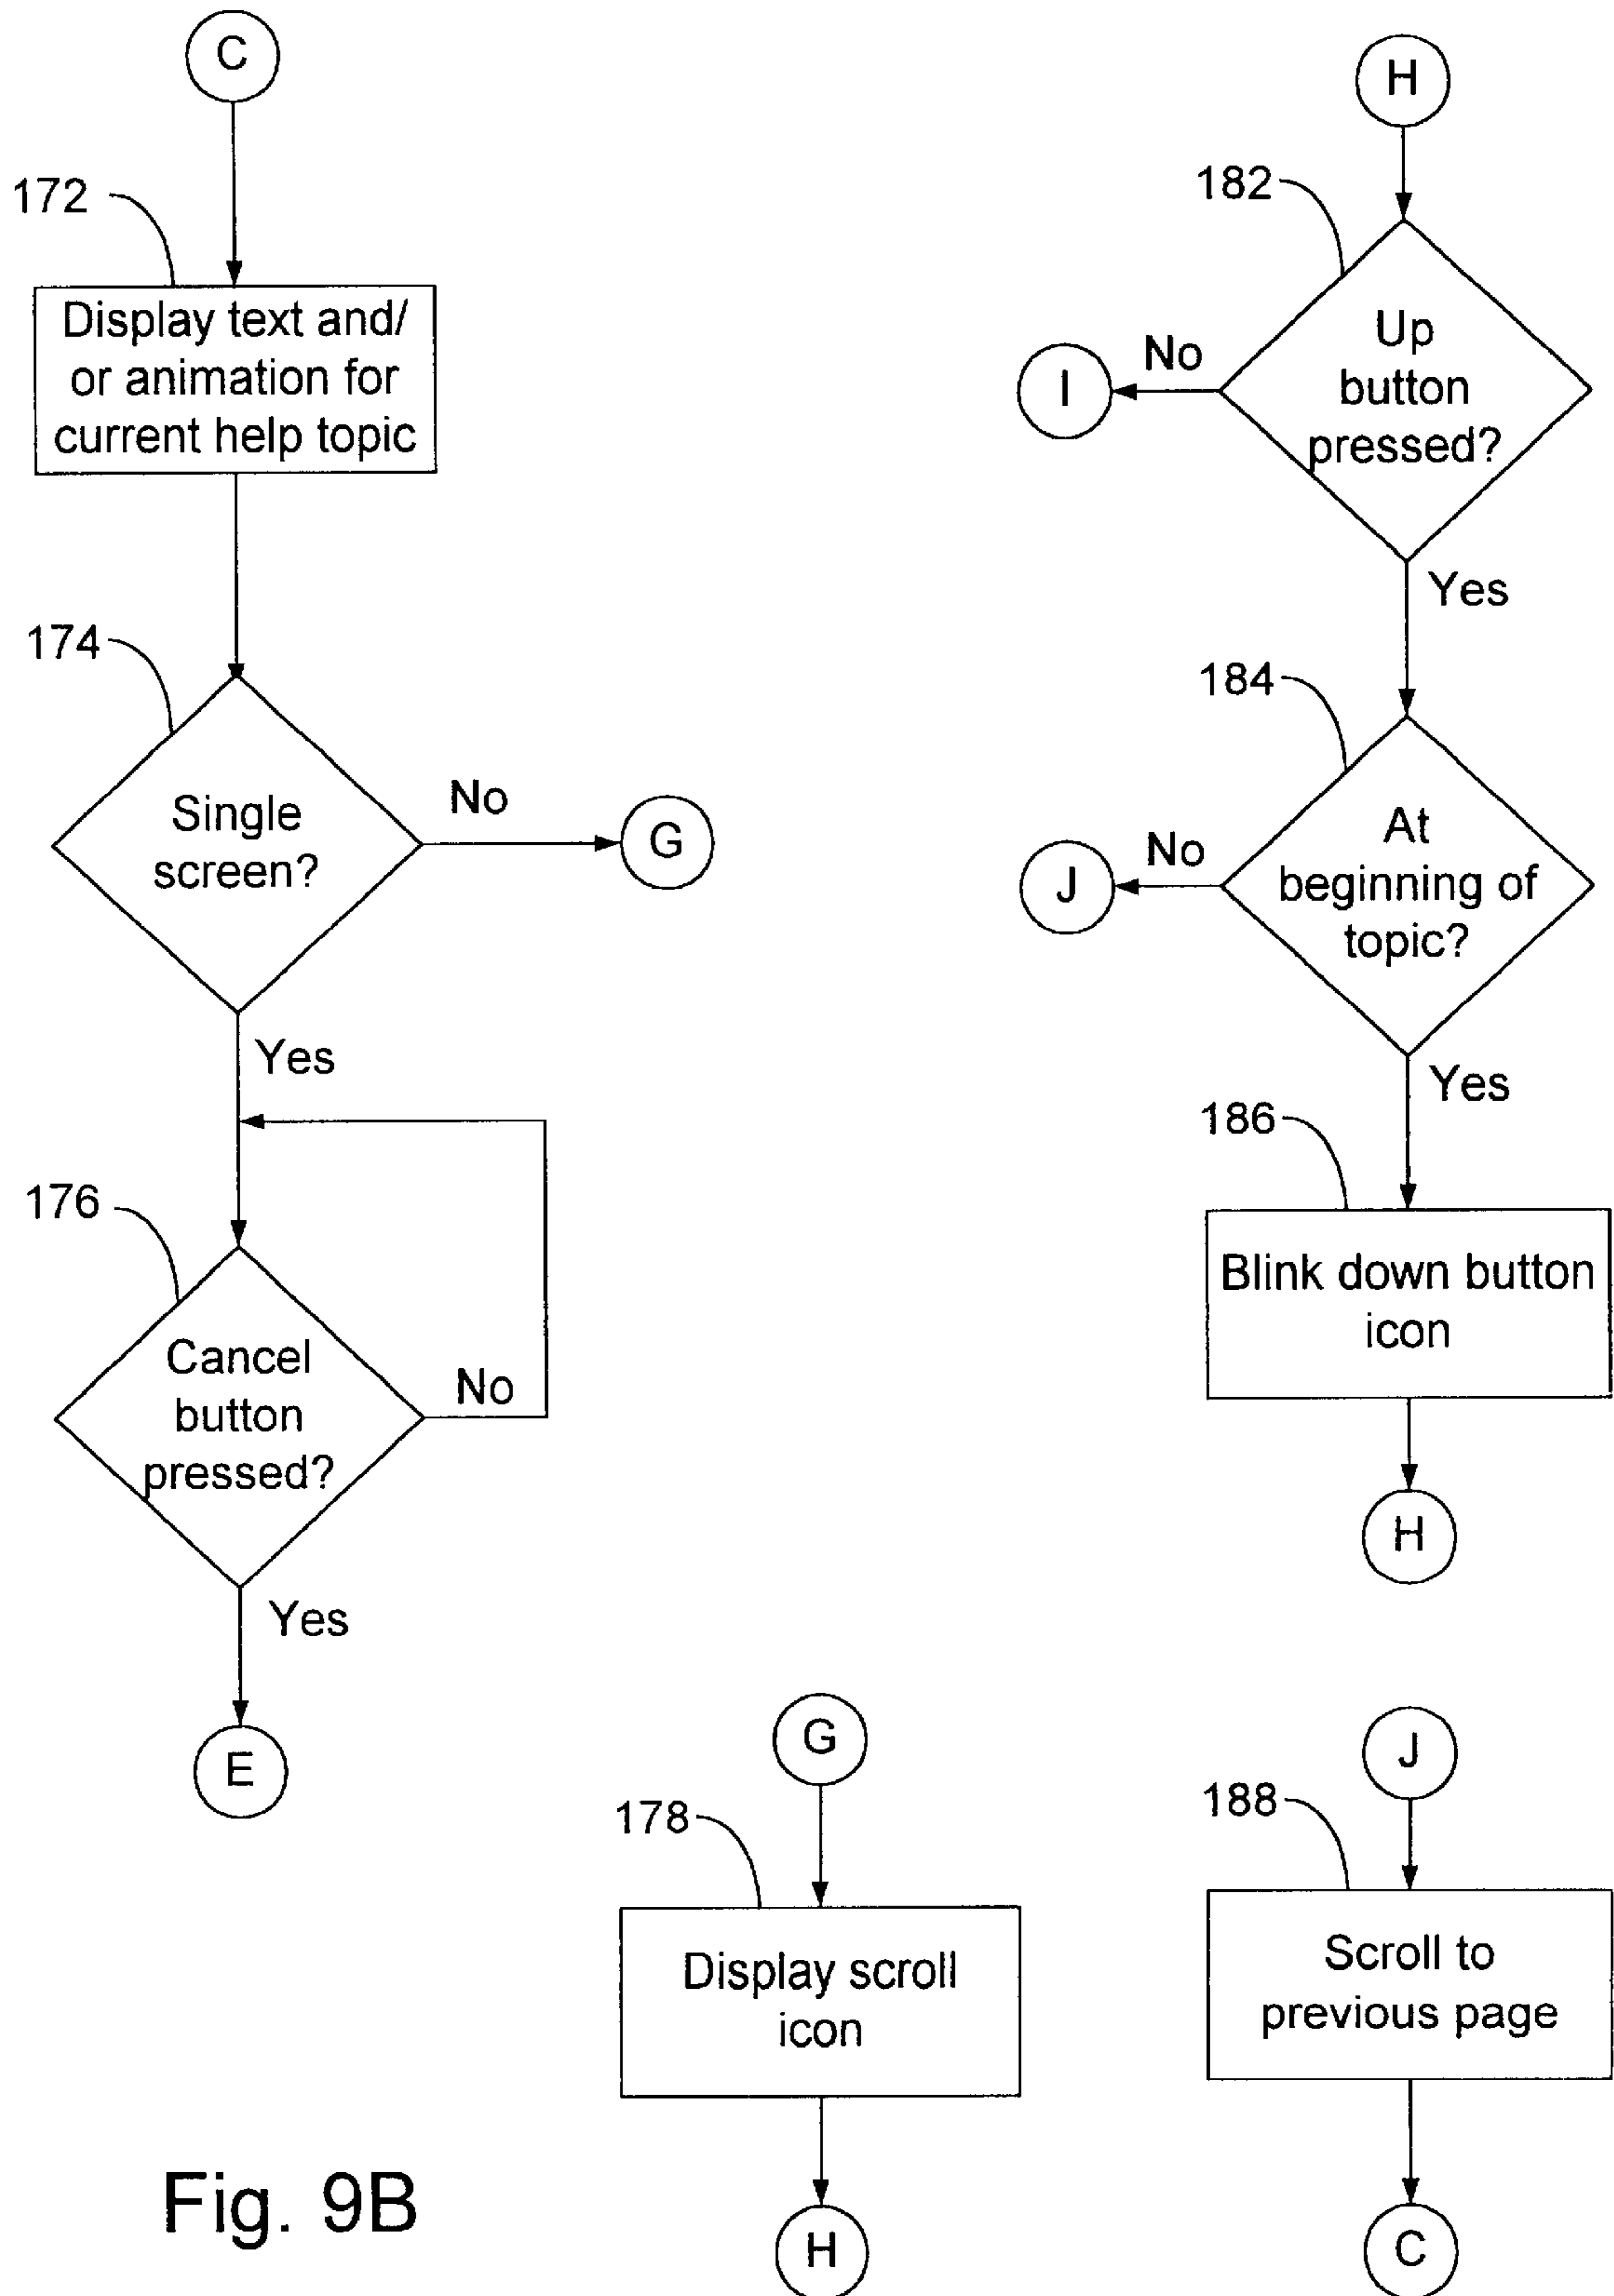 C
172
Display text and/
or animation for
current help topic
174
Single
screen?
No
G
Yes
176
Cancel
button
pressed?
No
Yes
E
G
178
Display scroll
icon
H
H
182
Up
button
pressed?
No
I
Yes
184
At
beginning of
topic?
No
J
Yes
186
Blink down button
icon
H
J
188
Scroll to
previous page
C
Fig. 9B